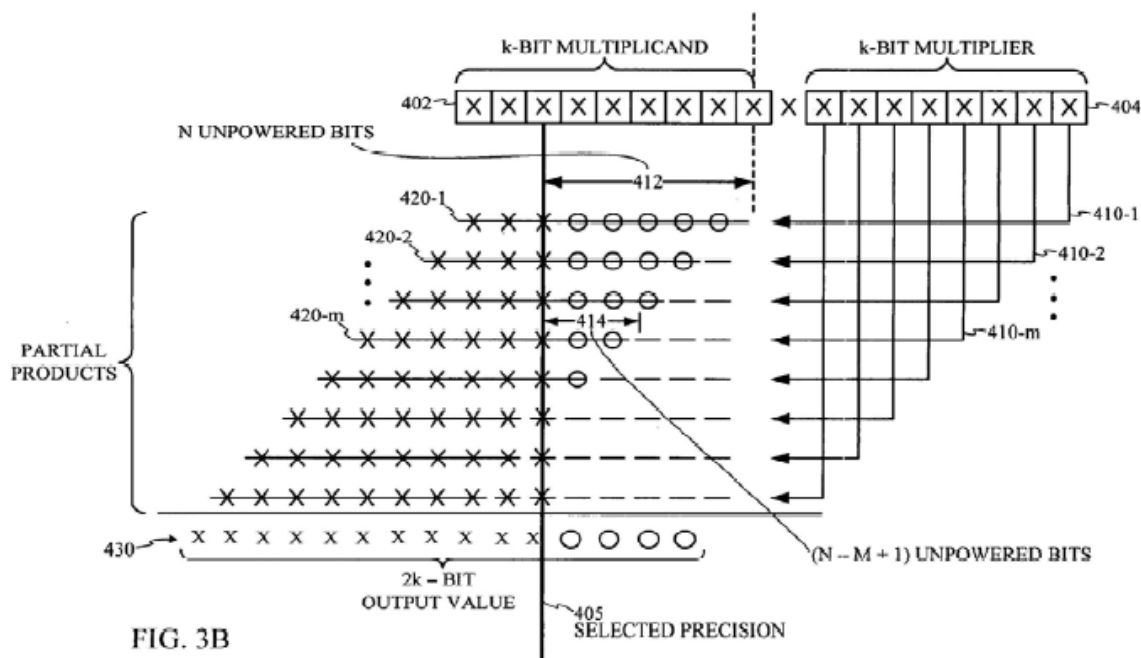 k-BIT MULTIPLICAND
k-BIT MULTIPLIER
402 X X X X X X X X X X X X X X X X X X 404
N UNPOWERED BITS
412
420-1 X X X O O O O O 410-1
420-2 X X X X O O O O 410-2
X X X X X O O O
414
420-m X X X X X X O O 410-m
PARTIAL
PRODUCTS
X X X X X X X O
X X X X X X X X
X X X X X X X X X
X X X X X X X X X X
430 x x x x x x x x x x x O O O O
(N – M + 1) UNPOWERED BITS
2k – BIT
OUTPUT VALUE
405
SELECTED PRECISION
FIG. 3B